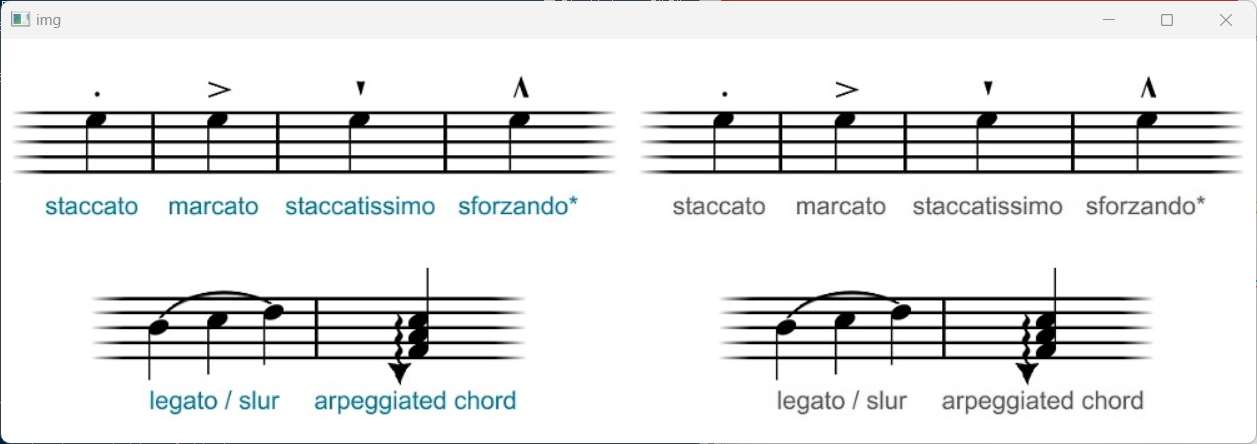 img
staccato marcato staccatissimo sforzando* staccato marcato staccatissimo sforzando*
legato / slur arpeggiated chord legato / slur arpeggiated chord